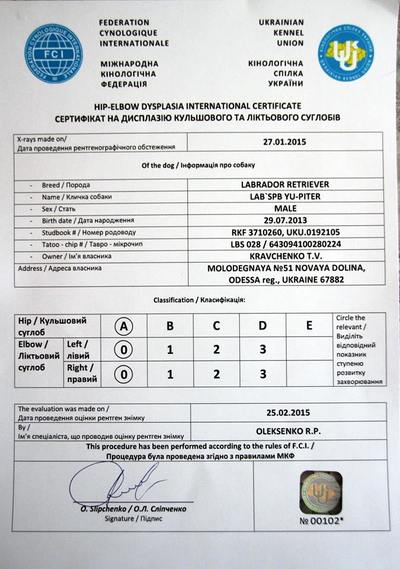 FEDERATION
CYNOLOGIQUE
INTERNATIONALE
UKRAINIAN
KENNEL
UNION
FCI
МІЖНАРОДНА
КІНОЛОГІЧНА
ФЕДЕРАЦІЯ
КІНОЛОГІЧНА
СПІЛКА
УКРАЇНИ
HIP-ELBOW DYSPLASIA INTERNATIONAL CERTIFICATE
СЕРТИФІКАТ НА ДИСПЛАЗІЮ КУЛЬШОВОГО ТА ЛІКТЬОВОГО СУГЛОБІВ
X-rays made on/
Дата проведення рентгенографічного обстеження
27.01.2015
Of the dog / Інформація про собаку
- Breed / Порода LABRADOR RETRIEVER
- Name / Кличка собаки LAB`SPB YU-PITER
- Sex / Стать MALE
- Birth date / Дата народження 29.07.2013
- Studbook # / Номер родоводу RKF 3710260, UKU.0192105
- Tatoo - chip # / Тавро - мікрочип LBS 028 / 643094100280224
- Owner / Ім'я власника KRAVCHENKO T.V.
Address / Адреса власника MOLODEGNAYA №51 NOVAYA DOLINA,
ODESSA reg., UKRAINE 67882
Classification / Класифікація:
Hip / Кульшовий
суглоб
A B C D E
Circle the
relevant /
Виділіть
відповідний
показник
ступеню
розвитку
захворювання
Elbow /
Ліктьовий
суглоб
Left /
лівий
0 1 2 3
Right /
правий
0 1 2 3
The evaluation was made on /
Дата проведення оцінки рентген знімку
25.02.2015
By /
Ім'я спеціаліста, що проводив оцінку рентген знімку
OLEKSENKO R.P.
This procedure has been performed according to the rules of F.C.I. /
Процедура була проведена згідно з правилами МКФ
O. Slipchenko / О.Л. Сліпченко
Signature / Підпис
№ 00102*